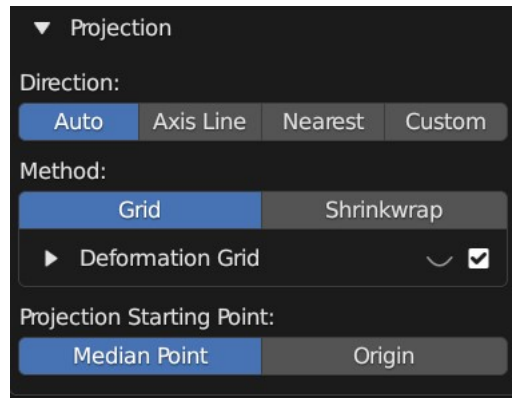 Projection
Direction:
Auto Axis Line Nearest Custom
Method:
Grid Shrinkwrap
Deformation Grid
Projection Starting Point:
Median Point Origin